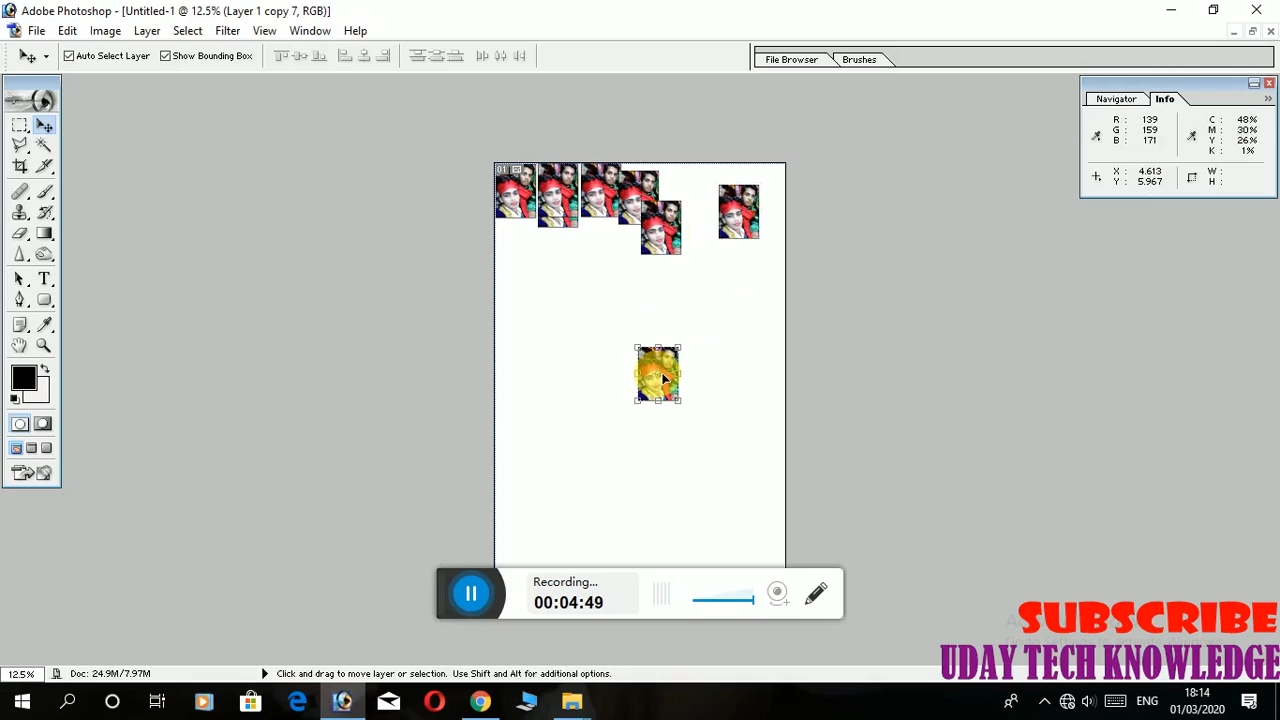 Adobe Photoshop - [Untitled-1 @ 12.5% (Layer 1 copy 7, RGB)]
File Edit Image Layer Select Filter View Window Help
Auto Select Layer Show Bounding Box
File Browser Brushes
Navigator Info
R : 139 C : 48%
G : 159 M : 30%
B : 171 Y : 26%
K : 1%
X : 4.613 W :
Y : 5.967 H :
01
T
Recording...
00:04:49
SUBSCRIBE
UDAY TECH KNOWLEDGE
12.5% Doc: 24.9M/7.97M Click and drag to move layer or selection. Use Shift and Alt for additional options.
ENG
18:14
01/03/2020